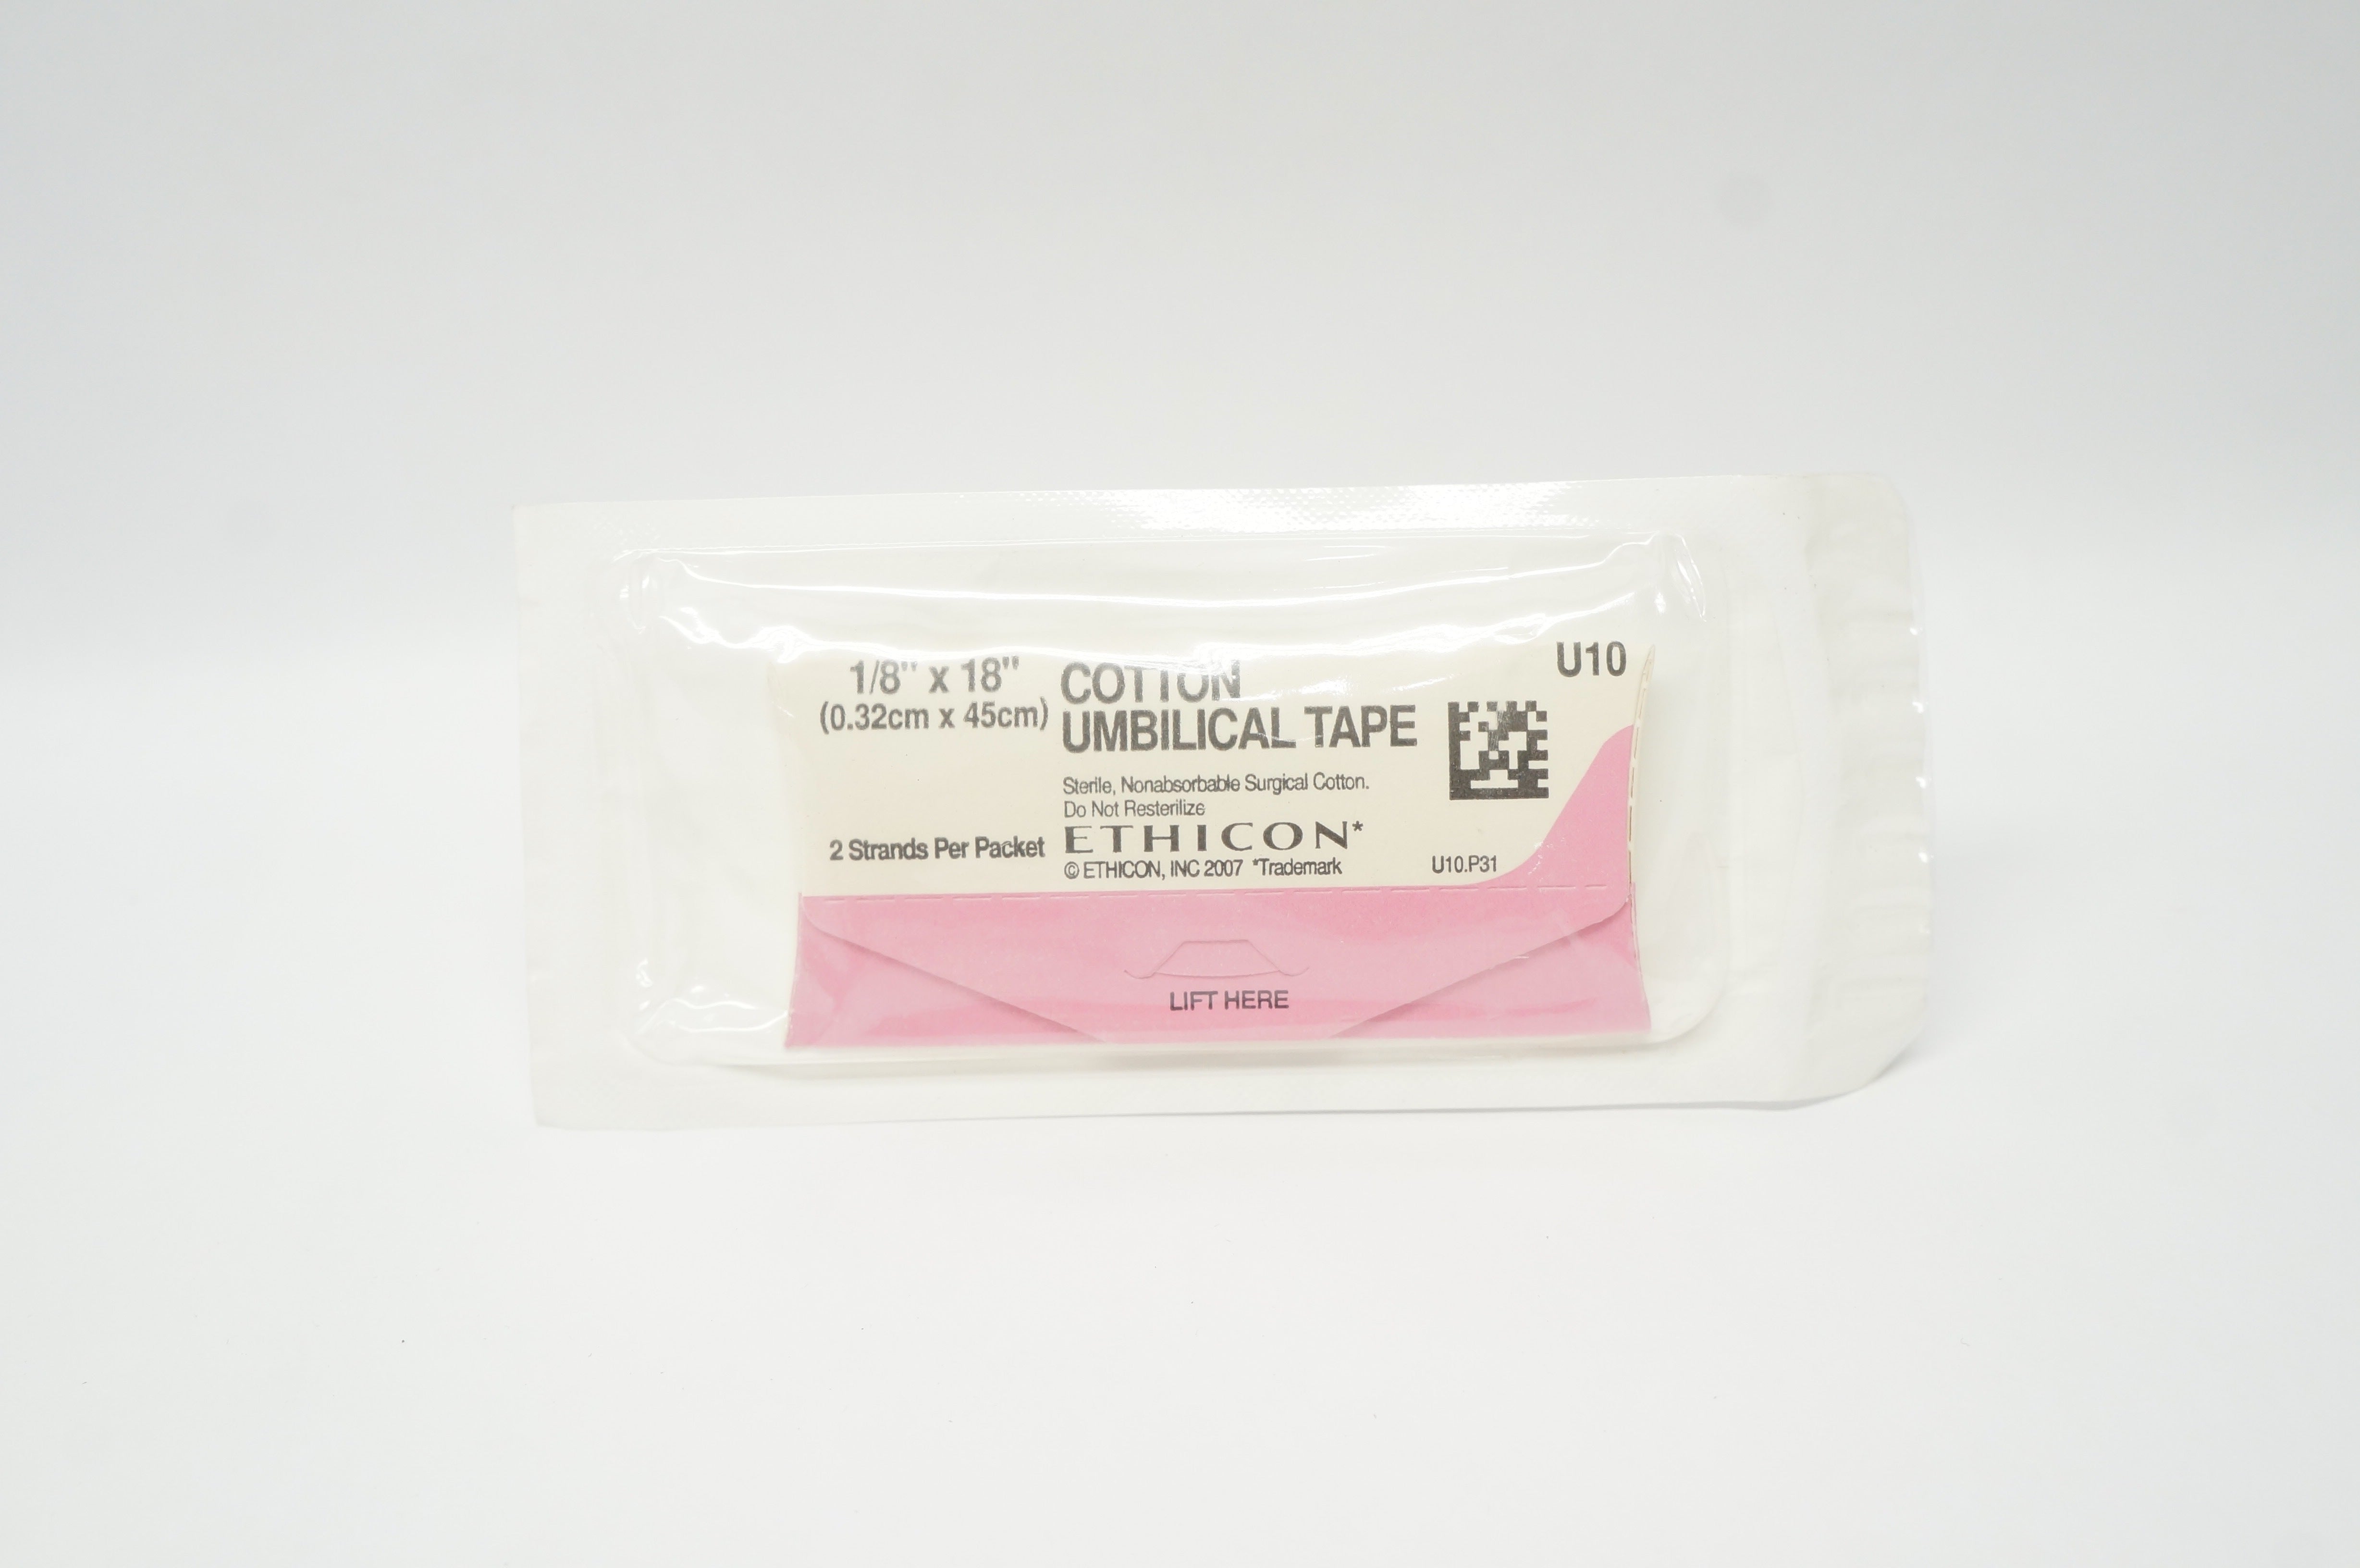 1/8" x 18"
(0.32cm x 45cm)
2 Strands Per Packet
COTTON
UMBILICAL TAPE
Sterile, Nonabsorbable Surgical Cotton.
Do Not Resterilize
ETHICON*
© ETHICON, INC 2007 *Trademark
U10
U10.P31
LIFT HERE